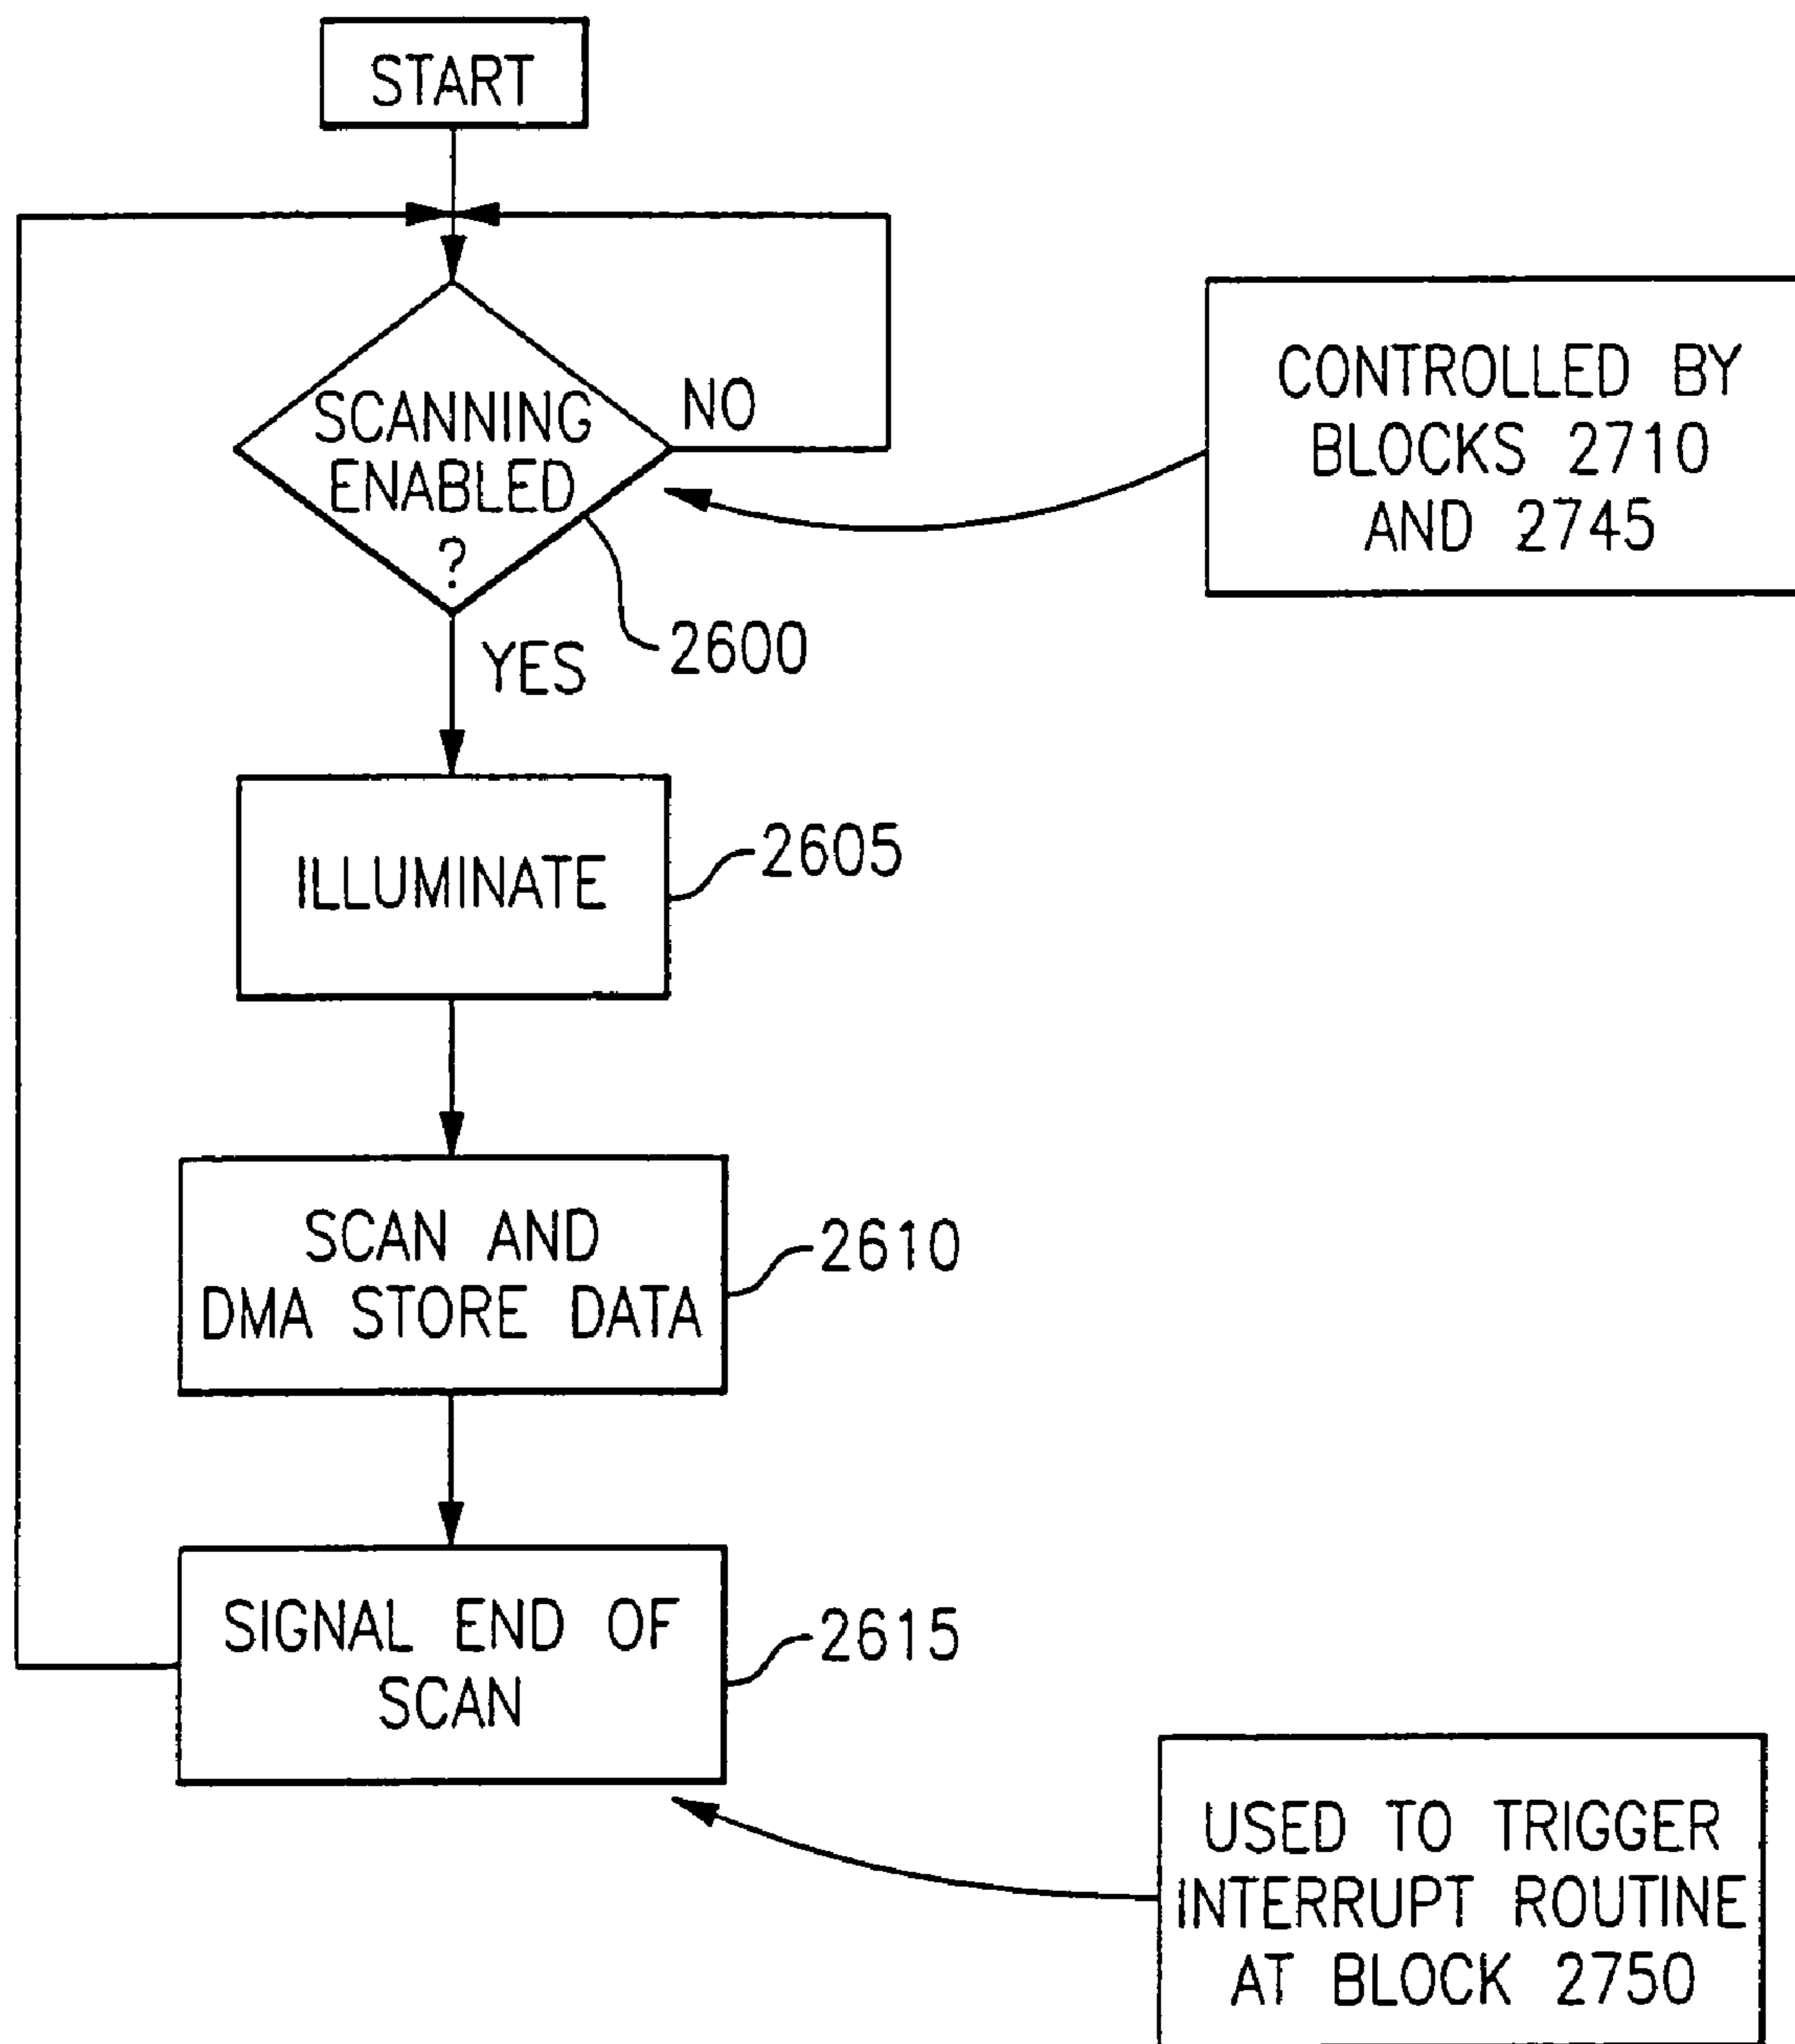 START
SCANNING
ENABLED
?
NO
CONTROLLED BY
BLOCKS 2710
AND 2745
2600
YES
ILLUMINATE
2605
SCAN AND
DMA STORE DATA
2610
SIGNAL END OF
SCAN
2615
USED TO TRIGGER
INTERRUPT ROUTINE
AT BLOCK 2750